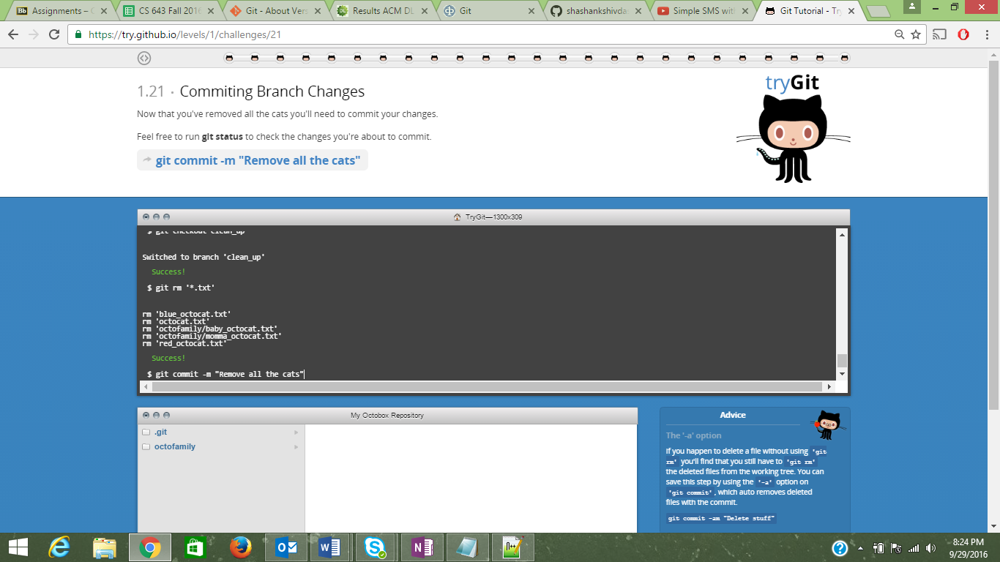 Assignments – C
CS 643 Fall 2016
Git - About Vers
Results ACM DL
Git
shashankshivdas
Simple SMS with
Git Tutorial - Try
https://try.github.io/levels/1/challenges/21
1.21 · Commiting Branch Changes
tryGit
Now that you've removed all the cats you'll need to commit your changes.
Feel free to run git status to check the changes you're about to commit.
git commit -m "Remove all the cats"
TryGit—1300x309
$ git checkout clean_up
Switched to branch 'clean_up'
Success!
$ git rm '*.txt'
rm 'blue_octocat.txt'
rm 'octocat.txt'
rm 'octofamily/baby_octocat.txt'
rm 'octofamily/momma_octocat.txt'
rm 'red_octocat.txt'
Success!
$ git commit -m "Remove all the cats"
My Octobox Repository
.git
octofamily
Advice
The '-a' option
If you happen to delete a file without using 'git
rm' you'll find that you still have to 'git rm'
the deleted files from the working tree. You can
save this step by using the '-a' option on
'git commit', which auto removes deleted
files with the commit.
git commit -am "Delete stuff"
8:24 PM
9/29/2016